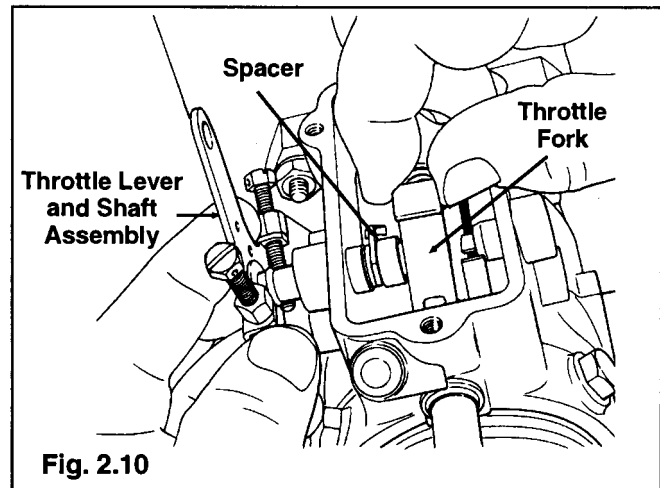 Spacer
Throttle
Fork
Throttle Lever
and Shaft
Assembly
Fig. 2.10